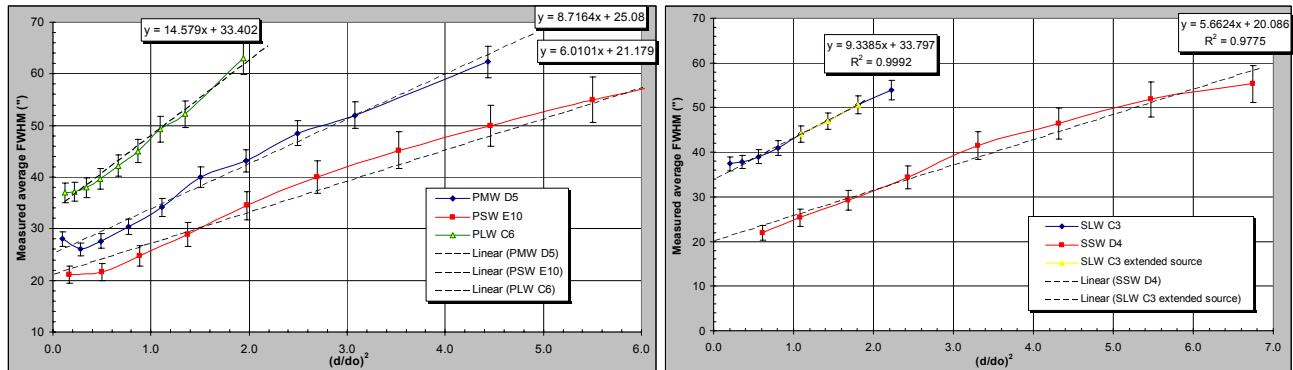 y = 14.579x + 33.402
y = 8.7164x + 25.08
y = 6.0101x + 21.179
Measured average FWHM (")
70
60
50
40
30
20
10
PMW D5
PSW E10
PLW C6
Linear (PMW D5)
Linear (PSW E10)
Linear (PLW C6)
0.0 1.0 2.0 3.0 4.0 5.0 6.0
(d/do)²
y = 9.3385x + 33.797
R² = 0.9992
y = 5.6624x + 20.086
R² = 0.9775
Measured average FWHM (")
70
60
50
40
30
20
10
0
SLW C3
SSW D4
SLW C3 extended source
Linear (SSW D4)
Linear (SLW C3 extended source)
0.0 1.0 2.0 3.0 4.0 5.0 6.0 7.0
(d/do)²